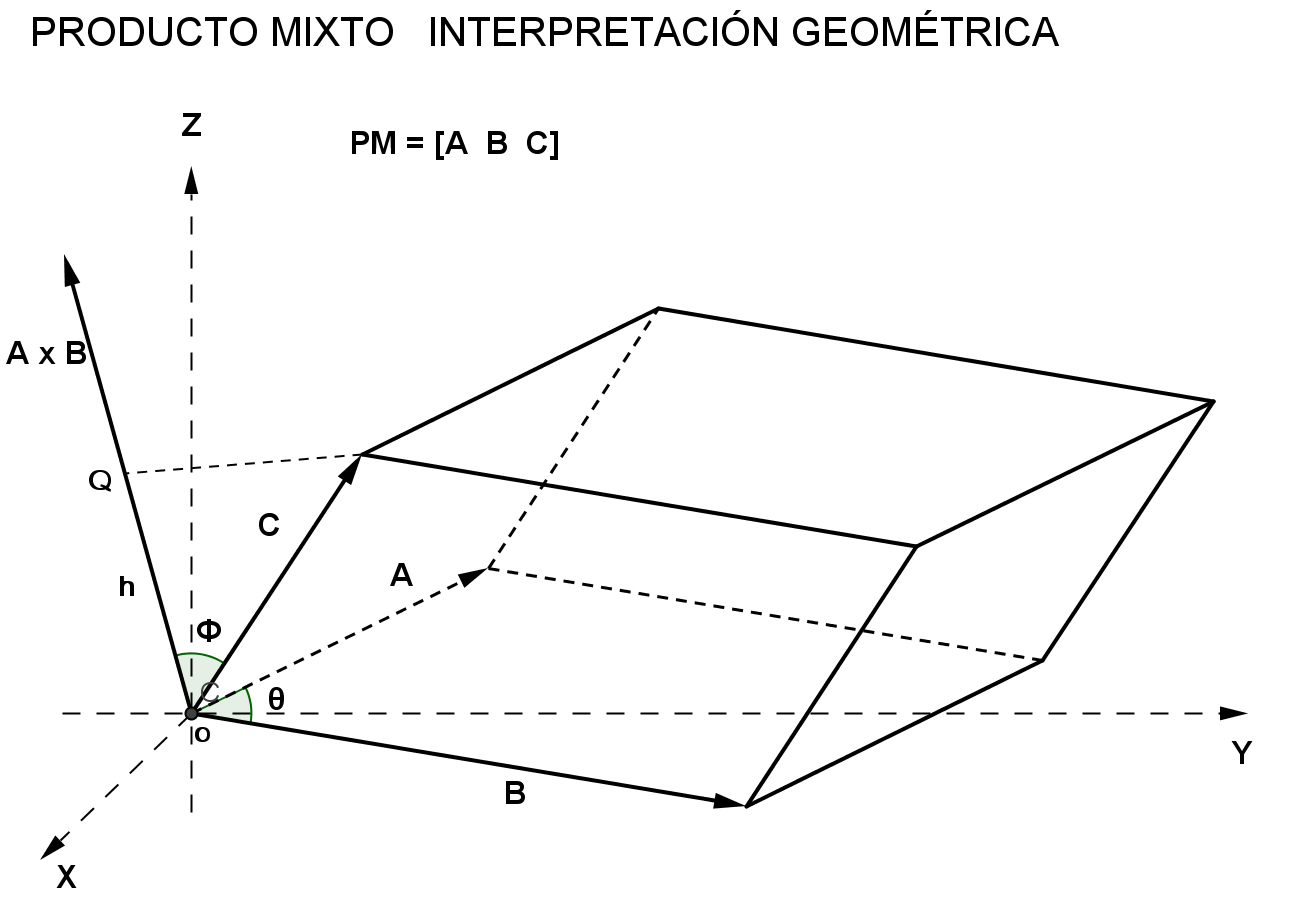 PRODUCTO MIXTO   INTERPRETACIÓN GEOMÉTRICA
Z
PM = [A  B  C]
A x B
Q
C
A
h
Φ
C
θ
o
Y
B
X